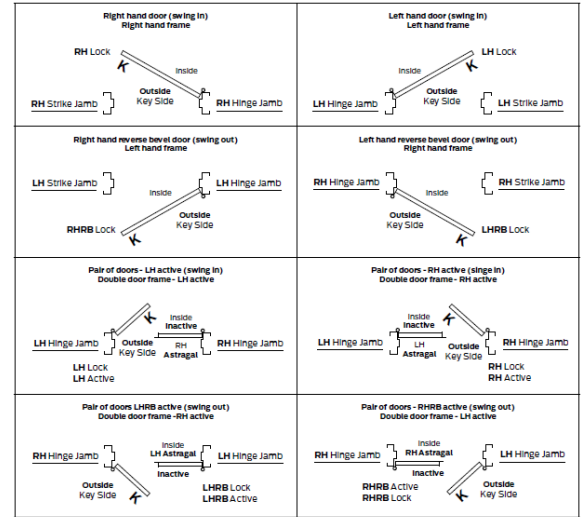 Right hand door (swing in)
Right hand frame
RH Lock
K
Inside
Outside
Key Side
RH Strike Jamb
RH Hinge Jamb
Left hand door (swing in)
Left hand frame
LH Lock
K
Inside
Outside
Key Side
LH Hinge Jamb
LH Strike Jamb
Right hand reverse bevel door (swing out)
Left hand frame
LH Strike Jamb
LH Hinge Jamb
Inside
Outside
Key Side
RHRB Lock
K
Left hand reverse bevel door (swing out)
Right hand frame
RH Hinge Jamb
RH Strike Jamb
Inside
Outside
Key Side
LHRB Lock
K
Pair of doors - LH active (swing in)
Double door frame - LH active
K
Inside
Inactive
LH Hinge Jamb
Outside
Key Side
RH
Astragal
RH Hinge Jamb
LH Lock
LH Active
Pair of doors - RH active (singe in)
Double door frame - RH active
Inside
Inactive
K
LH Hinge Jamb
LH
Astragal
Outside
Key Side
RH Hinge Jamb
RH Lock
RH Active
Pair of doors LHRB active (swing out)
Double door frame -RH active
Inside
LH Astragal
RH Hinge Jamb
LH Hinge Jamb
Inactive
Outside
Key Side
K
LHRB Lock
LHRB Active
Pair of doors - RHRB active (swing out)
Double door frame - LH active
Inside
RH Astragal
RH Hinge Jamb
LH Hinge Jamb
Inactive
RHRB Active
RHRB Lock
K
Outside
Key Side